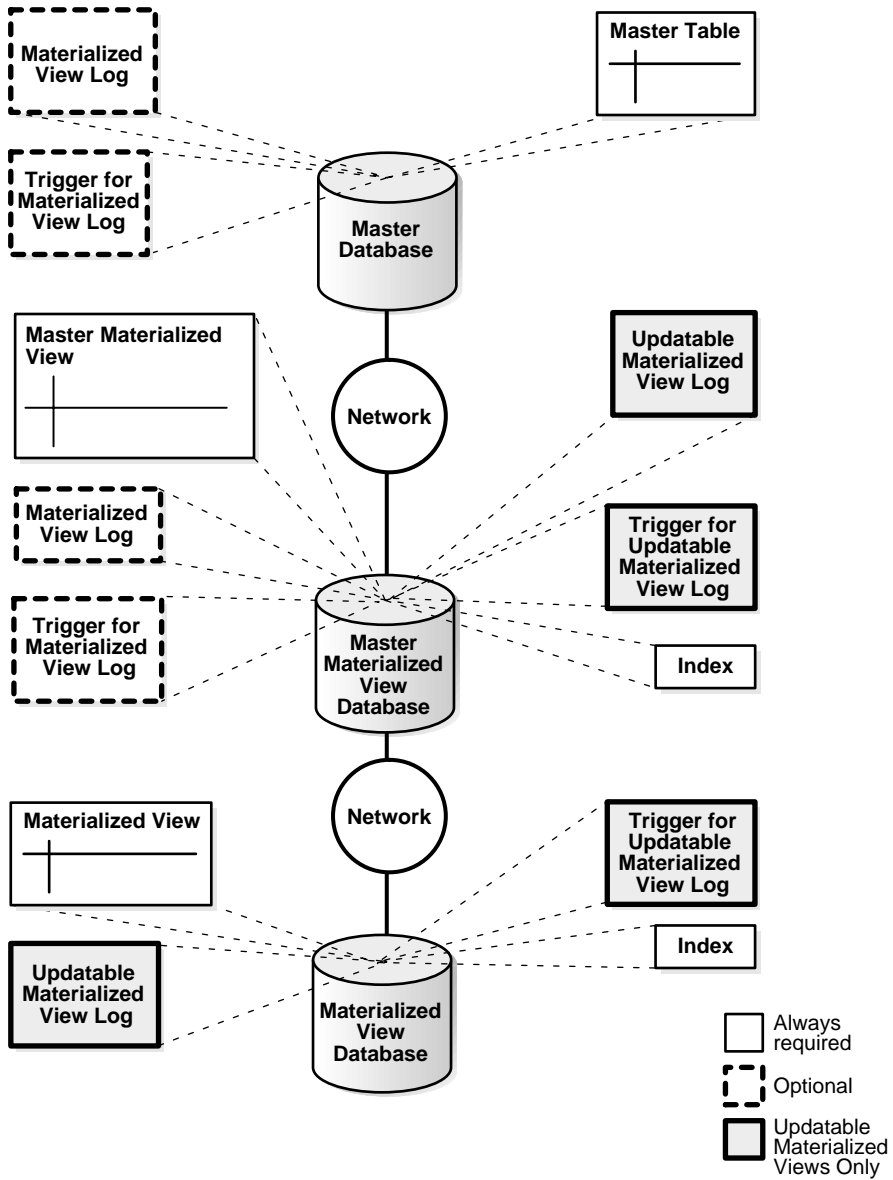 Materialized
View Log
Master Table
Trigger for
Materialized
View Log
Master
Database
Master Materialized
View
Updatable
Materialized
View Log
Network
Materialized
View Log
Trigger for
Updatable
Materialized
View Log
Trigger for
Materialized
View Log
Master
Materialized
View
Database
Index
Materialized View
Network
Trigger for
Updatable
Materialized
View Log
Index
Updatable
Materialized
View Log
Materialized
View
Database
Always
required
Optional
Updatable
Materialized
Views Only